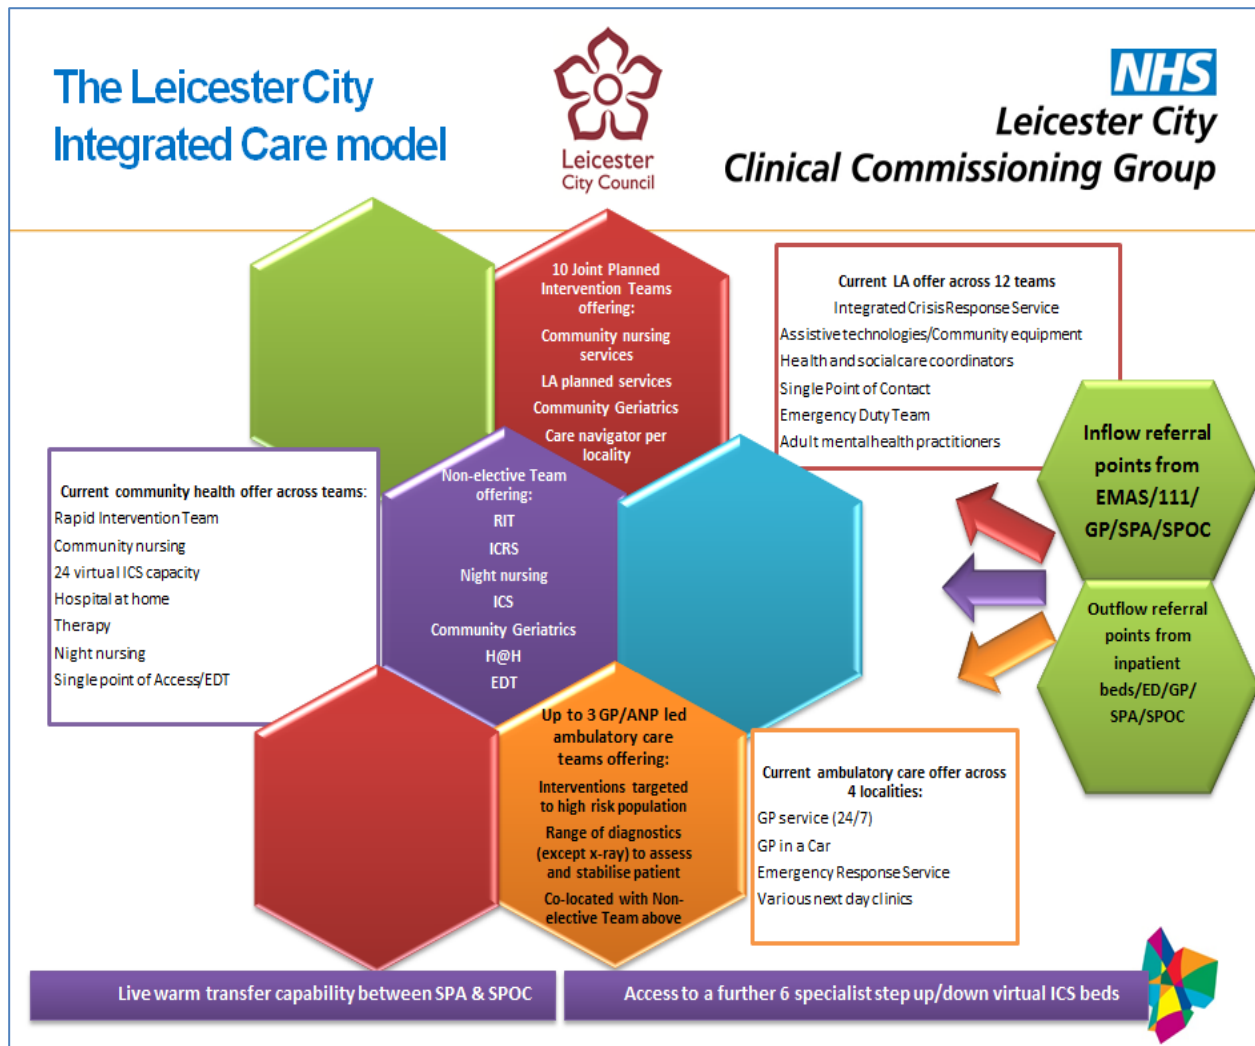 The Leicester City
Integrated Care model
Leicester
City Council
NHS
Leicester City
Clinical Commissioning Group
10 Joint Planned
Intervention Teams
offering:
Community nursing
services
LA planned services
Community Geriatrics
Care navigator per
locality
Current LA offer across 12 teams
Integrated Crisis Response Service
Assistive technologies/Community equipment
Health and social care coordinators
Single Point of Contact
Emergency Duty Team
Adult mental health practitioners
Inflow referral
points from
EMAS/111/
GP/SPA/SPOC
Outflow referral
points from
inpatient
beds/ED/GP/
SPA/SPOC
Current community health offer across teams:
Rapid Intervention Team
Community nursing
24 virtual ICS capacity
Hospital at home
Therapy
Night nursing
Single point of Access/EDT
Non-elective Team
offering:
RIT
ICRS
Night nursing
ICS
Community Geriatrics
H@H
EDT
Up to 3 GP/ANP led
ambulatory care
teams offering:
Interventions targeted
to high risk population
Range of diagnostics
(except x-ray) to assess
and stabilise patient
Co-located with Non-
elective Team above
Current ambulatory care offer across
4 localities:
GP service (24/7)
GP in a Car
Emergency Response Service
Various next day clinics
Live warm transfer capability between SPA & SPOC
Access to a further 6 specialist step up/down virtual ICS beds